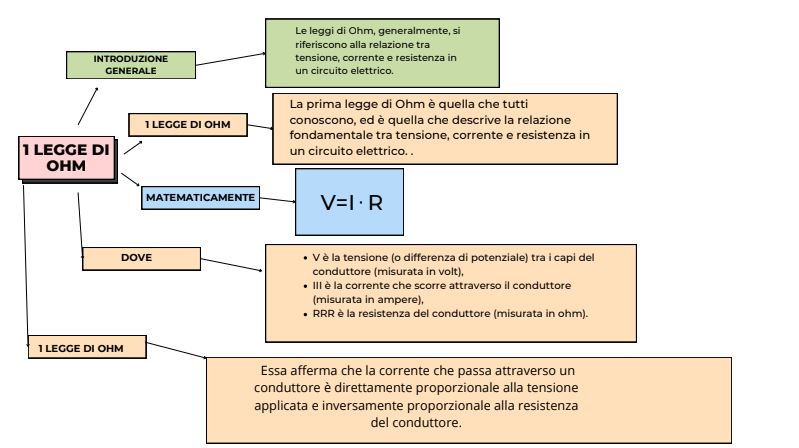 Le leggi di Ohm, generalmente, si
riferiscono alla relazione tra
tensione, corrente e resistenza in
un circuito elettrico.
INTRODUZIONE
GENERALE
La prima legge di Ohm è quella che tutti
conoscono, ed è quella che descrive la relazione
fondamentale tra tensione, corrente e resistenza in
un circuito elettrico. .
1 LEGGE DI OHM
1 LEGGE DI
OHM
MATEMATICAMENTE
V=I · R
DOVE
• V è la tensione (o differenza di potenziale) tra i capi del
conduttore (misurata in volt),
• III è la corrente che scorre attraverso il conduttore
(misurata in ampere),
• RRR è la resistenza del conduttore (misurata in ohm).
1 LEGGE DI OHM
Essa afferma che la corrente che passa attraverso un
conduttore è direttamente proporzionale alla tensione
applicata e inversamente proporzionale alla resistenza
del conduttore.